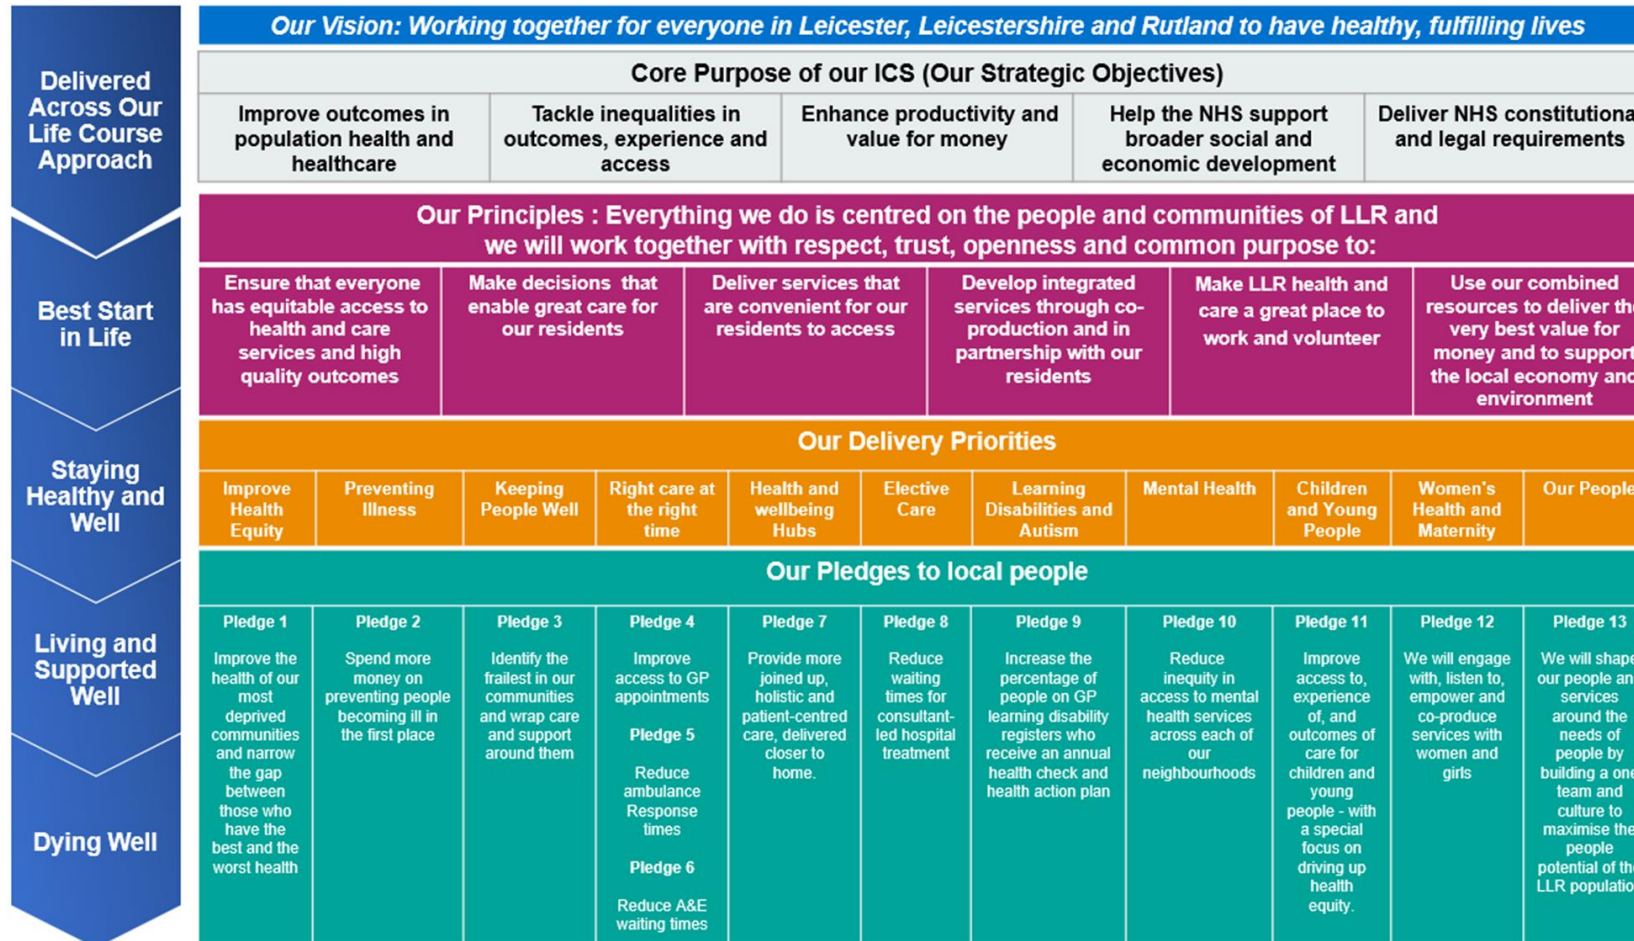 Delivered
Across Our
Life Course
Approach
Best Start
in Life
Staying
Healthy and
Well
Living and
Supported
Well
Dying Well
Our Vision: Working together for everyone in Leicester, Leicestershire and Rutland to have healthy, fulfilling lives
Core Purpose of our ICS (Our Strategic Objectives)
Improve outcomes in
population health and
healthcare
Tackle inequalities in
outcomes, experience and
access
Enhance productivity and
value for money
Help the NHS support
broader social and
economic development
Deliver NHS constitutiona
and legal requirements
Our Principles : Everything we do is centred on the people and communities of LLR and
we will work together with respect, trust, openness and common purpose to:
Ensure that everyone
has equitable access to
health and care
services and high
quality outcomes
Make decisions that
enable great care for
our residents
Deliver services that
are convenient for our
residents to access
Develop integrated
services through co-
production and in
partnership with our
residents
Make LLR health and
care a great place to
work and volunteer
Use our combined
resources to deliver the
very best value for
money and to support
the local economy and
environment
Our Delivery Priorities
Improve
Health
Equity
Preventing
Illness
Keeping
People Well
Right care at
the right
time
Health and
wellbeing
Hubs
Elective
Care
Learning
Disabilities and
Autism
Mental Health
Children
and Young
People
Women's
Health and
Maternity
Our People
Our Pledges to local people
Pledge 1
Improve the
health of our
most
deprived
communities
and narrow
the gap
between
those who
have the
best and the
worst health
Pledge 2
Spend more
money on
preventing people
becoming ill in
the first place
Pledge 3
Identify the
frailest in our
communities
and wrap care
and support
around them
Pledge 4
Improve
access to GP
appointments
Pledge 5
Reduce
ambulance
Response
times
Pledge 6
Reduce A&E
waiting times
Pledge 7
Provide more
joined up,
holistic and
patient-centred
care, delivered
closer to
home.
Pledge 8
Reduce
waiting
times for
consultant-
led hospital
treatment
Pledge 9
Increase the
percentage of
people on GP
learning disability
registers who
receive an annual
health check and
health action plan
Pledge 10
Reduce
inequity in
access to mental
health services
across each of
our
neighbourhoods
Pledge 11
Improve
access to,
experience
of, and
outcomes of
care for
children and
young
people - with
a special
focus on
driving up
health
equity.
Pledge 12
We will engage
with, listen to,
empower and
co-produce
services with
women and
girls
Pledge 13
We will shape
our people an
services
around the
needs of
people by
building a one
team and
culture to
maximise the
people
potential of th
LLR populatio